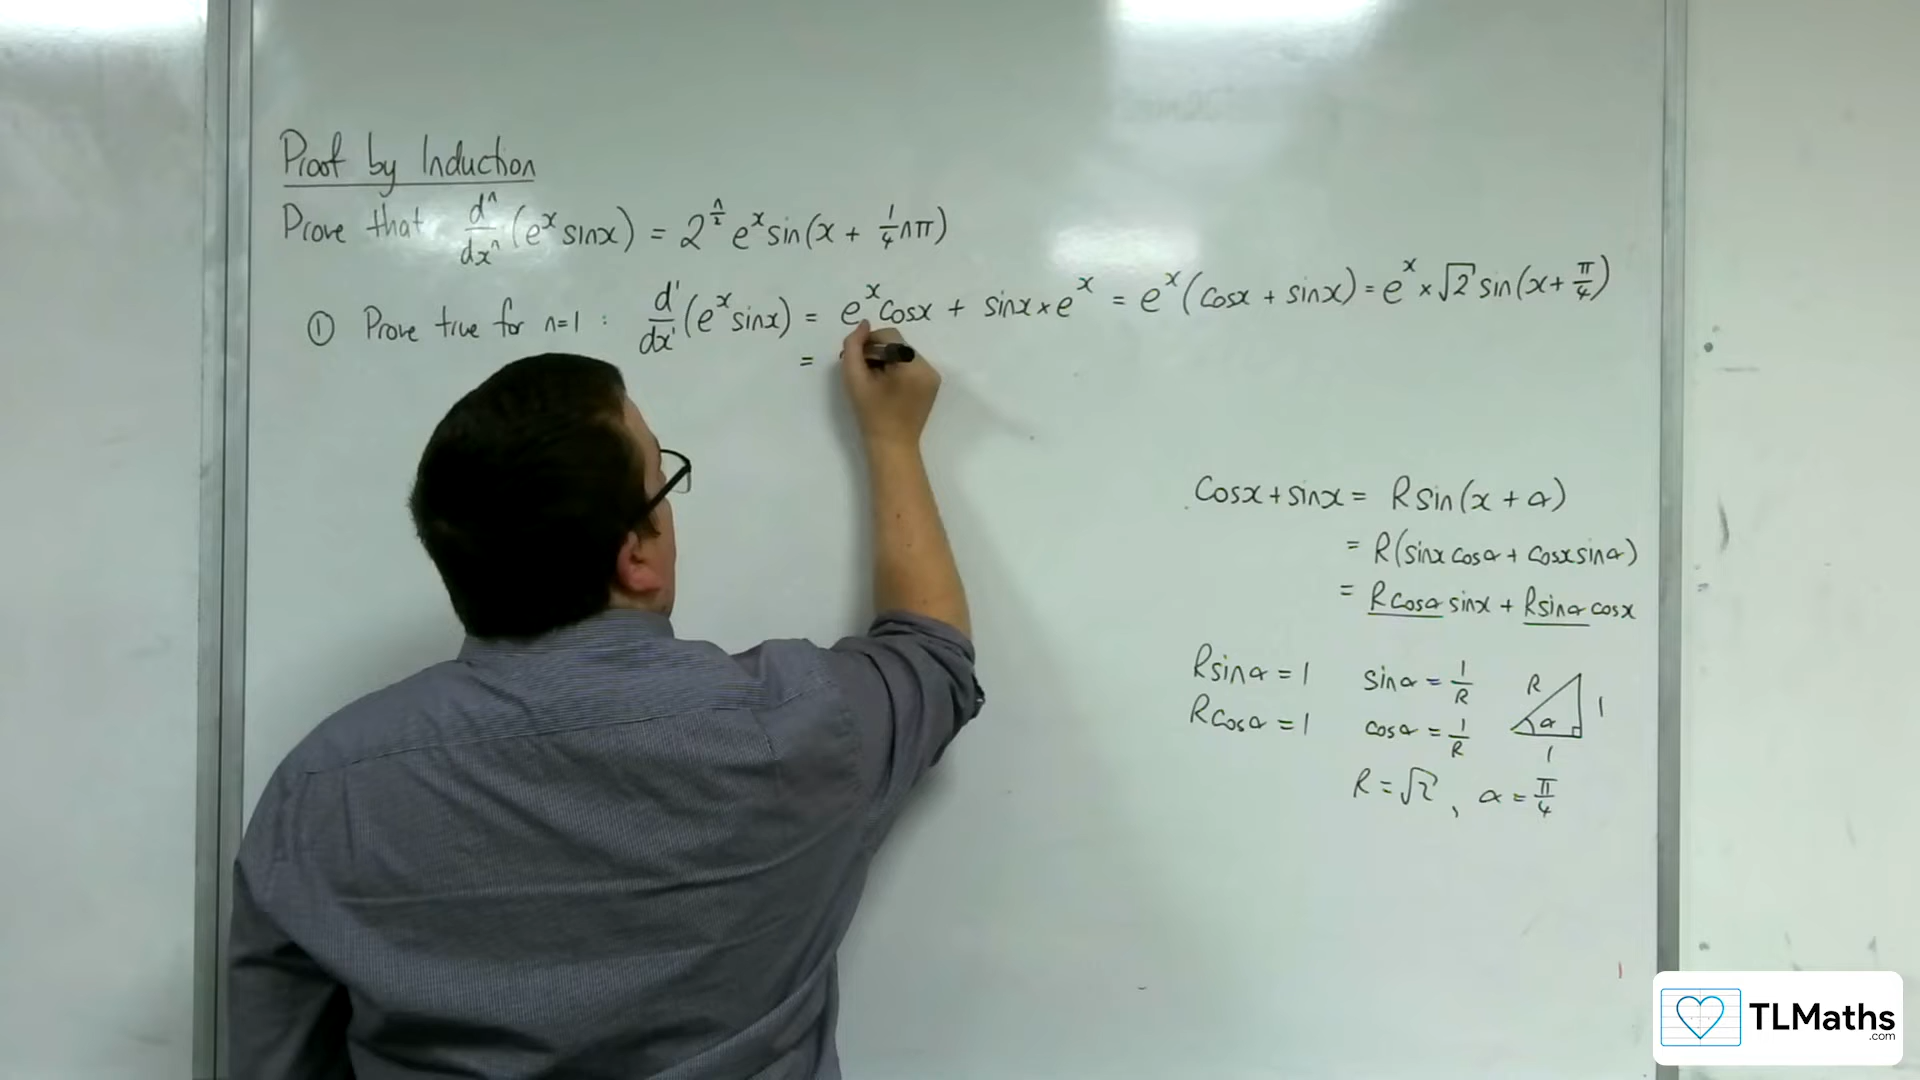 Proof by Induction
Prove that dⁿ/dxⁿ (eˣ sinx) = 2^(n/2) eˣ sin(x + 1/4 nπ)
① Prove true for n=1 : d¹/dx¹ (eˣ sinx) = eˣ cosx + sinx × eˣ = eˣ (cosx + sinx) = eˣ × √2 sin(x + π/4)
=
Cosx + sinx = R sin(x + α)
= R(sinx cosα + cosx sinα)
= Rcosα sinx + Rsinα cosx
Rsinα = 1 sinα = 1/R
Rcosα = 1 cosα = 1/R
R α 1
1
R = √2 , α = π/4
TLMaths
.com